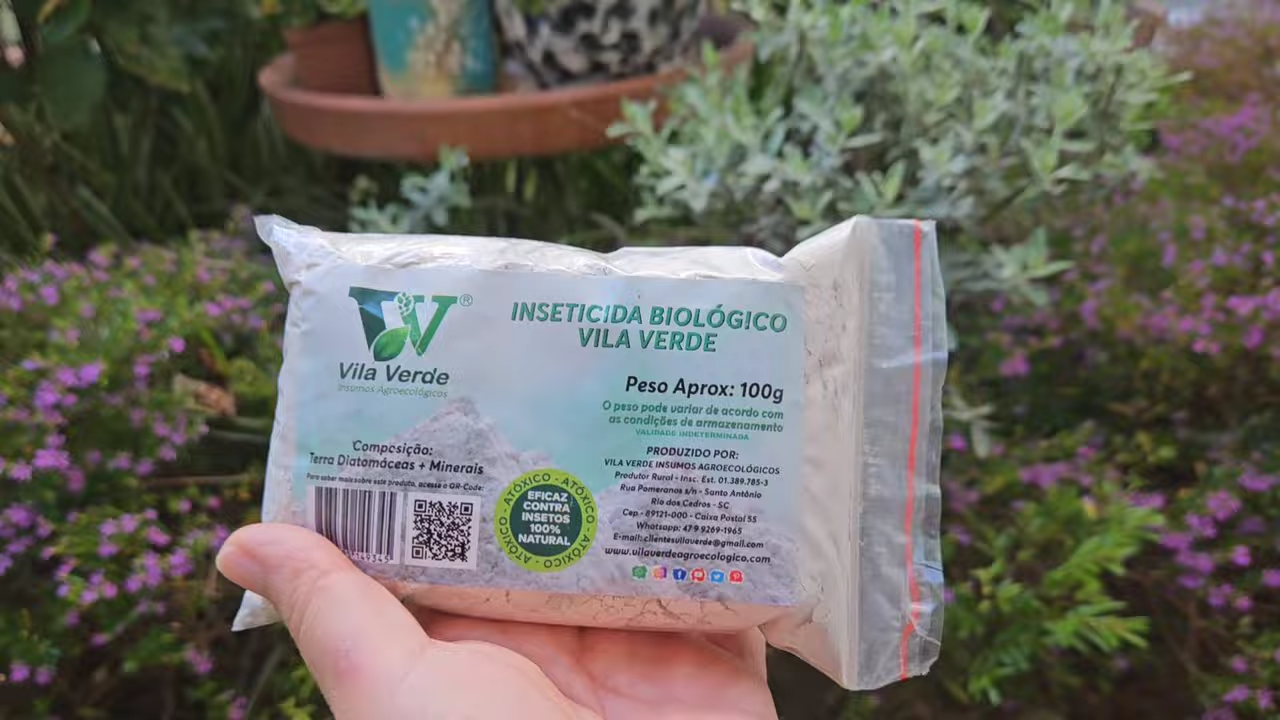 Vila Verde
Insumos Agroecológicos
INSETICIDA BIOLÓGICO
VILA VERDE
Peso Aprox: 100g
O peso pode variar de acordo com
as condições de armazenamento
VALIDADE INDETERMINADA
Composição:
Terra Diatomáceas + Minerais
Para saber mais sobre este produto, acesse o QR-Code:
ATÓXICO - ATÓXICO - ATÓXICO - ATÓXICO -
EFICAZ
CONTRA
INSETOS
100%
NATURAL
PRODUZIDO POR:
VILA VERDE INSUMOS AGROECOLÓGICOS
Produtor Rural - Insc. Est. 01.389.785-3
Rua Pomeranos s/n - Santo Antônio
Rio dos Cedros - SC
Cep - 89121-000 - Caixa Postal 55
Whatsapp: 47 9 9269-1965
E-mail: clientesvilaverde@gmail.com
www.vilaverdeagroecologico.com